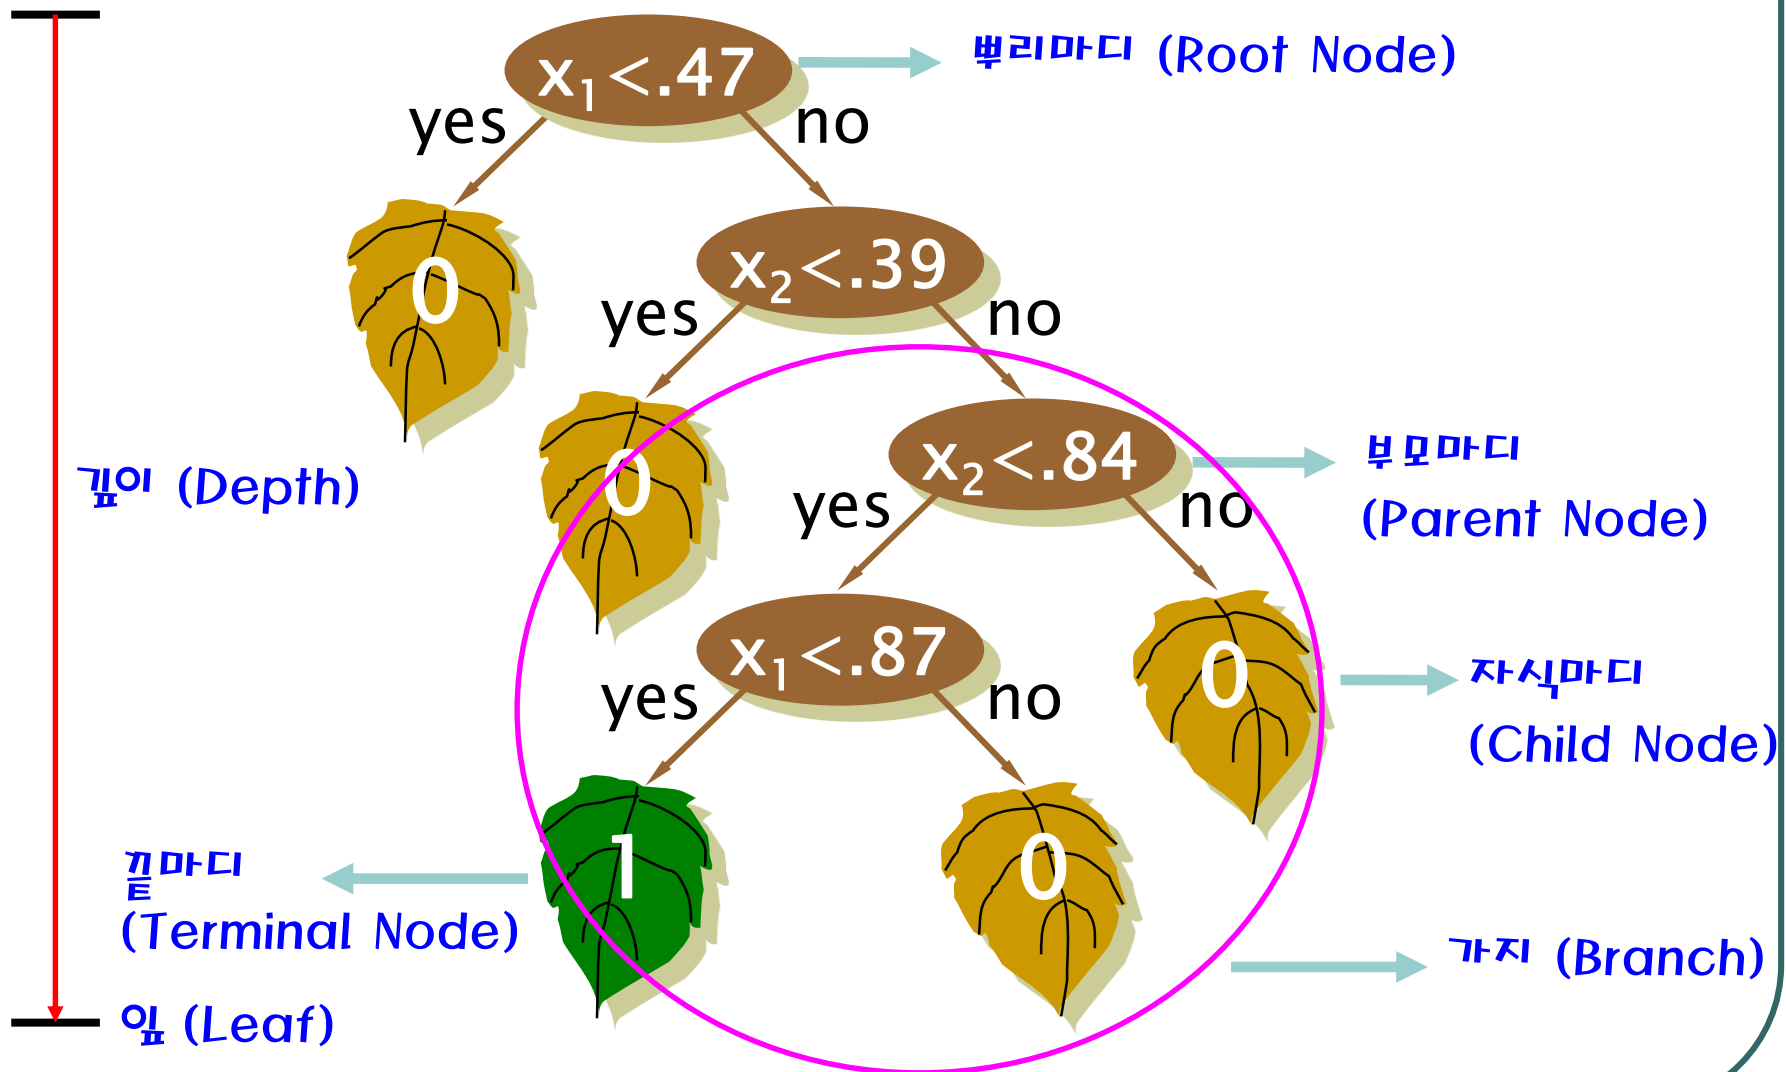 x₁<.47
뿌리마디 (Root Node)
yes
no
0
x₂<.39
yes
no
0
x₂<.84
부모마디
(Parent Node)
깊이 (Depth)
yes
no
0
x₁<.87
자식마디
(Child Node)
yes
no
1
0
끝마디
(Terminal Node)
가지 (Branch)
잎 (Leaf)